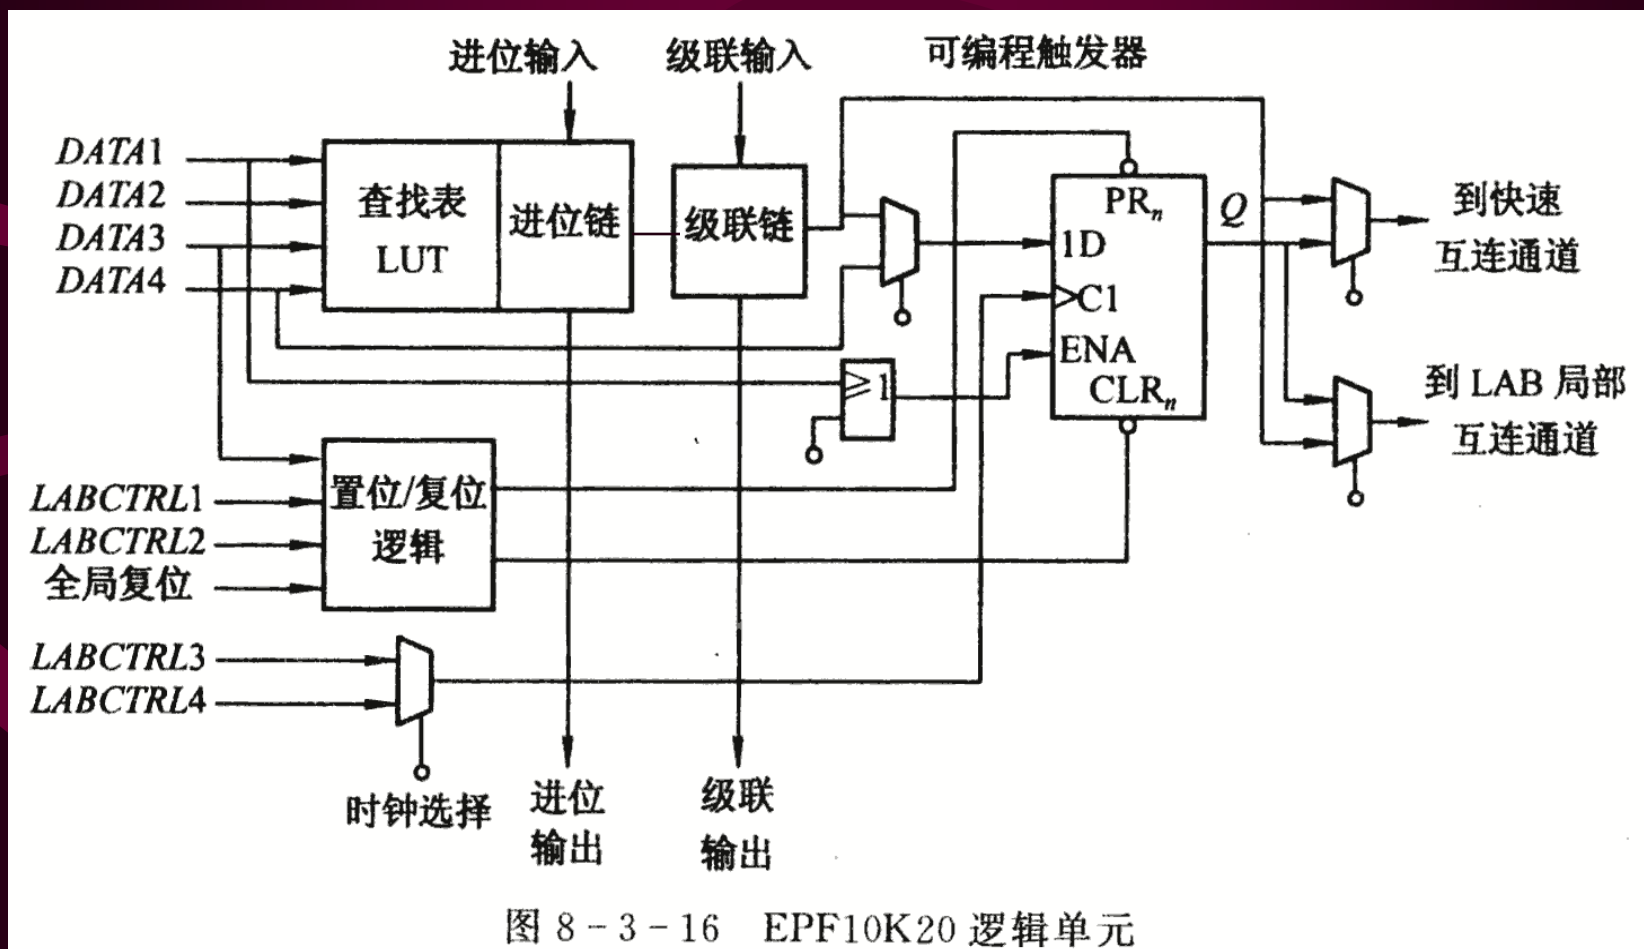 进位输入
级联输入
可编程触发器
DATA1
DATA2
DATA3
DATA4
查找表
LUT
进位链
级联链
PRn
1D
C1
ENA
CLRn
Q
到快速
互连通道
≥1
到 LAB 局部
互连通道
LABCTRL1
LABCTRL2
全局复位
置位/复位
逻辑
LABCTRL3
LABCTRL4
时钟选择
进位
输出
级联
输出
图 8-3-16 EPF10K20 逻辑单元